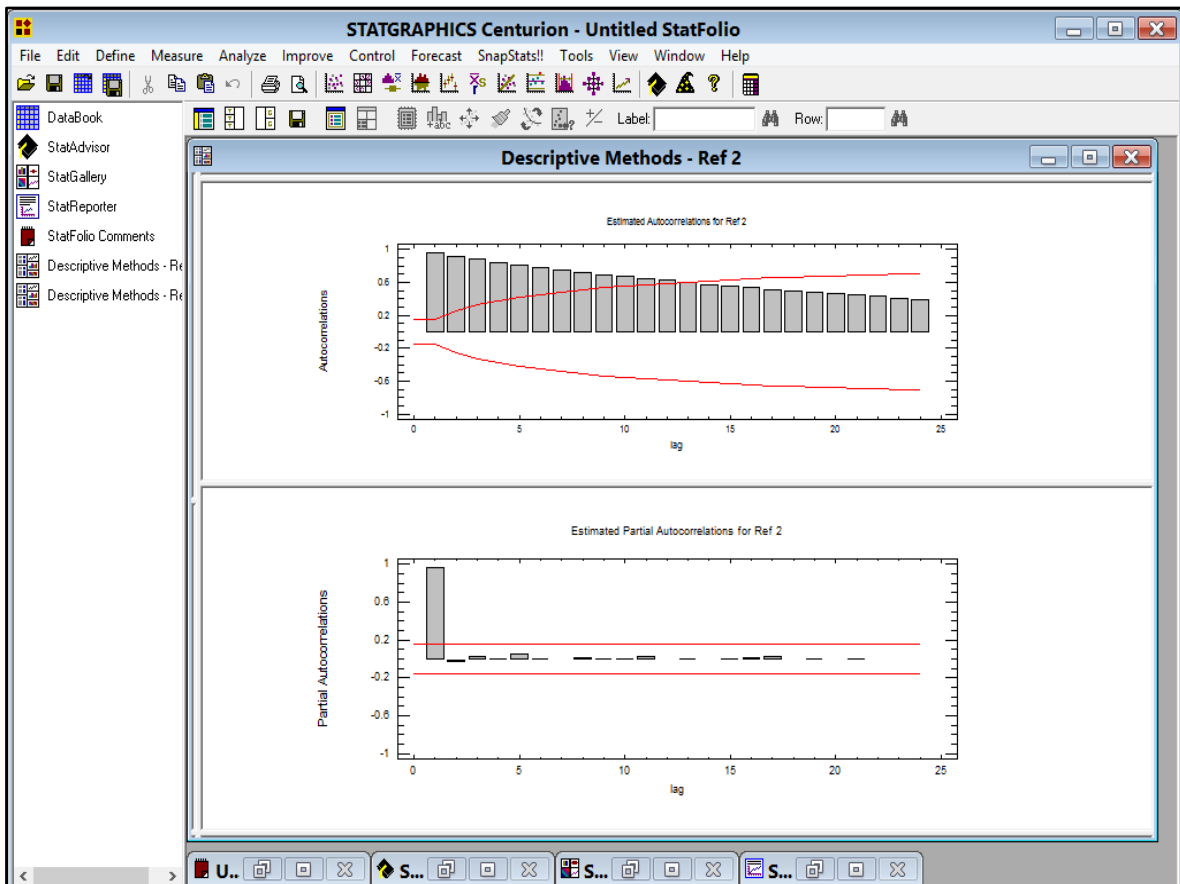 STATGRAPHICS Centurion - Untitled StatFolio
File Edit Define Measure Analyze Improve Control Forecast SnapStats!! Tools View Window Help
Label: Row:
DataBook
StatAdvisor
StatGallery
StatReporter
StatFolio Comments
Descriptive Methods - Re
Descriptive Methods - Re
Descriptive Methods - Ref 2
Estimated Autocorrelations for Ref 2
Autocorrelations
1
0.6
0.2
-0.2
-0.6
-1
0 5 10 15 20 25
lag
Estimated Partial Autocorrelations for Ref 2
Partial Autocorrelations
1
0.6
0.2
-0.2
-0.6
-1
0 5 10 15 20 25
lag
U.. S... S... S...